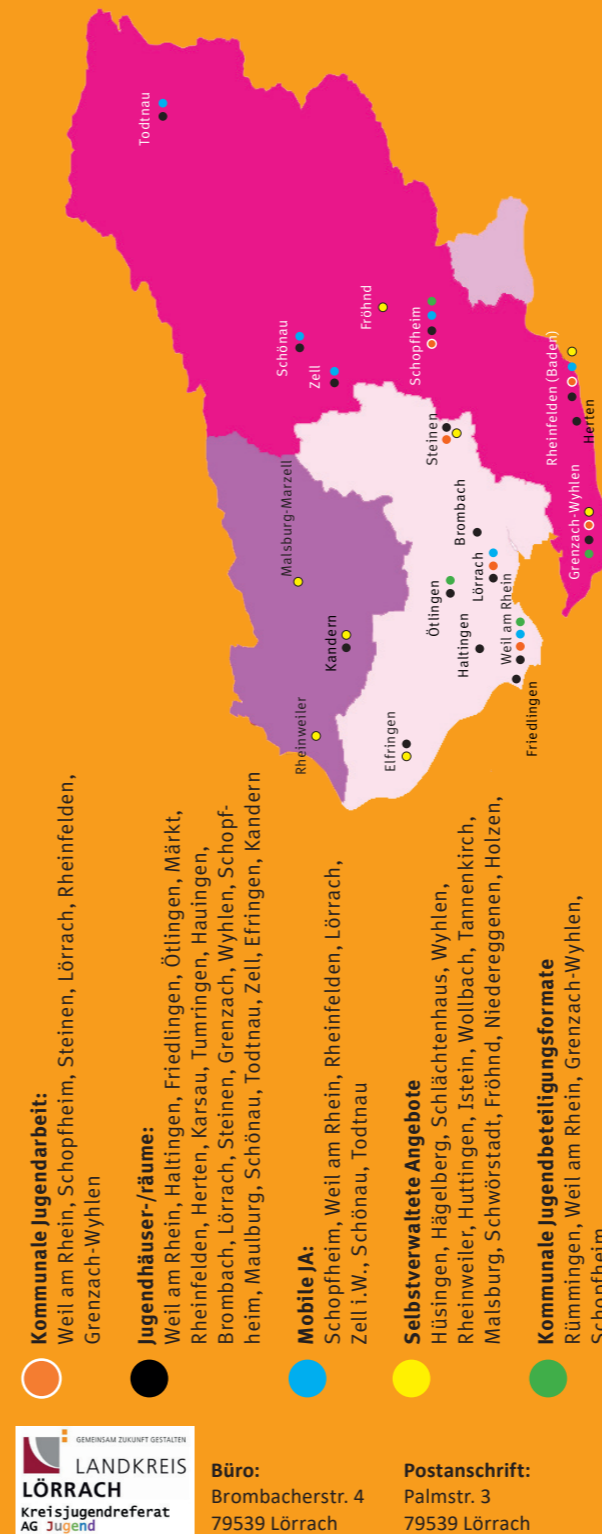 Kommunale Jugendarbeit:
Weil am Rhein, Schopfheim, Steinen, Lörrach, Rheinfelden,
Grenzach-Wyhlen
Jugendhäuser-/räume:
Weil am Rhein, Haltingen, Friedlingen, Ötlingen, Märkt,
Rheinfelden, Herten, Karsau, Tumringen, Hauingen,
Brombach, Lörrach, Steinen, Grenzach, Wyhlen, Schopf-
heim, Maulburg, Schönau, Todtnau, Zell, Efringen, Kandern
Mobile JA:
Schopfheim, Weil am Rhein, Rheinfelden, Lörrach,
Zell i.W., Schönau, Todtnau
Selbstverwaltete Angebote
Hüsingen, Hägelberg, Schlächtenhaus, Wyhlen,
Rheinweiler, Huttingen, Istein, Wollbach, Tannenkirch,
Malsburg, Schwörstadt, Fröhnd, Niedereggenen, Holzen,
Kommunale Jugendbeteiligungsformate
Rümmingen, Weil am Rhein, Grenzach-Wyhlen,
Schopfheim
Todtnau
Schönau
Zell
Fröhnd
Schopfheim
Malsburg-Marzell
Kandern
Rheinweiler
Elfringen
Steinen
Brombach
Ötlingen
Lörrach
Haltingen
Weil am Rhein
Friedlingen
Rheinfelden (Baden)
Herten
Grenzach-Wyhlen
GEMEINSAM ZUKUNFT GESTALTEN
LANDKREIS
LÖRRACH
Kreisjugendreferat
AG Jugend
Büro:
Brombacherstr. 4
79539 Lörrach
Postanschrift:
Palmstr. 3
79539 Lörrach